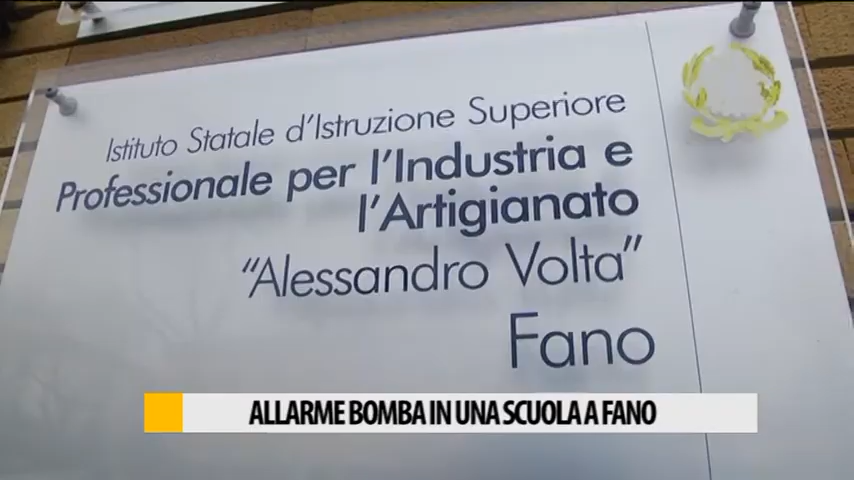 Istituto Statale d'Istruzione Superiore
Professionale per l'Industria e
l'Artigianato
"Alessandro Volta"
Fano
ALLARME BOMBA IN UNA SCUOLA A FANO